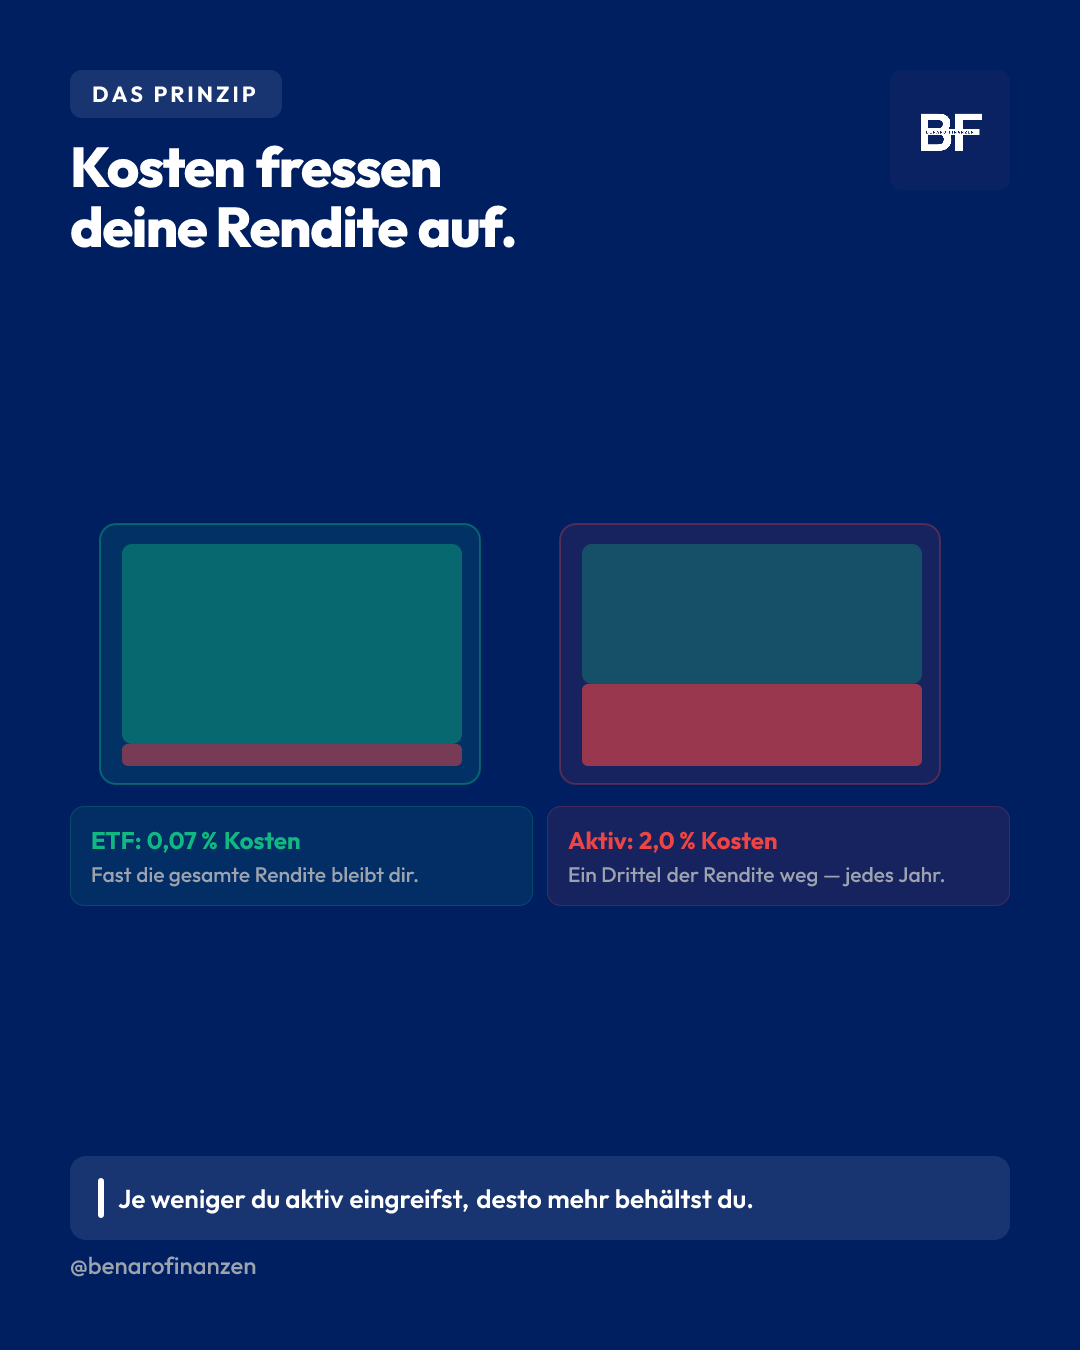 DAS PRINZIP
BF
Kosten fressen
deine Rendite auf.
ETF: 0,07 % Kosten
Fast die gesamte Rendite bleibt dir.
Aktiv: 2,0 % Kosten
Ein Drittel der Rendite weg — jedes Jahr.
Je weniger du aktiv eingreifst, desto mehr behältst du.
@benarofinanzen